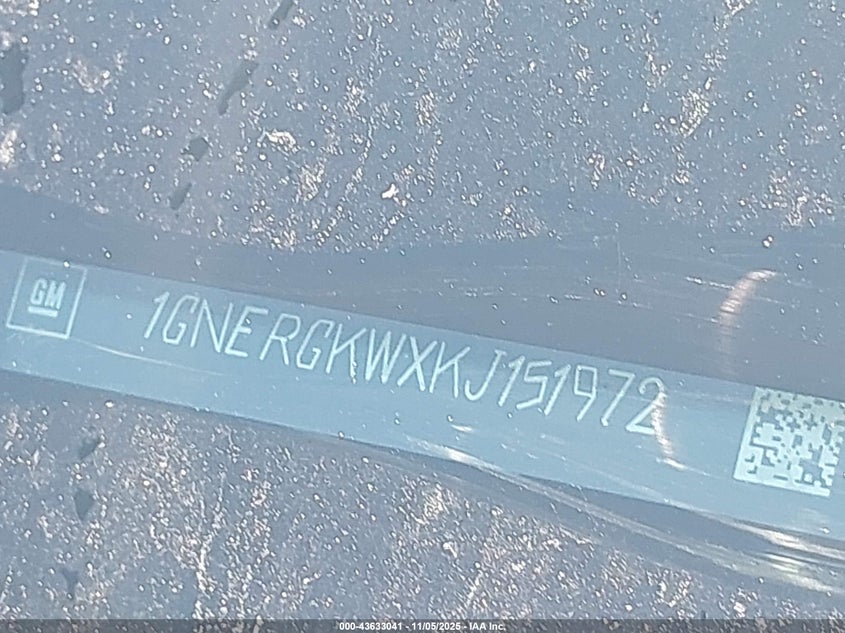 GM
1GNERGKWXKJ151972
000-43633041 - 11/05/2025 - IAA Inc.